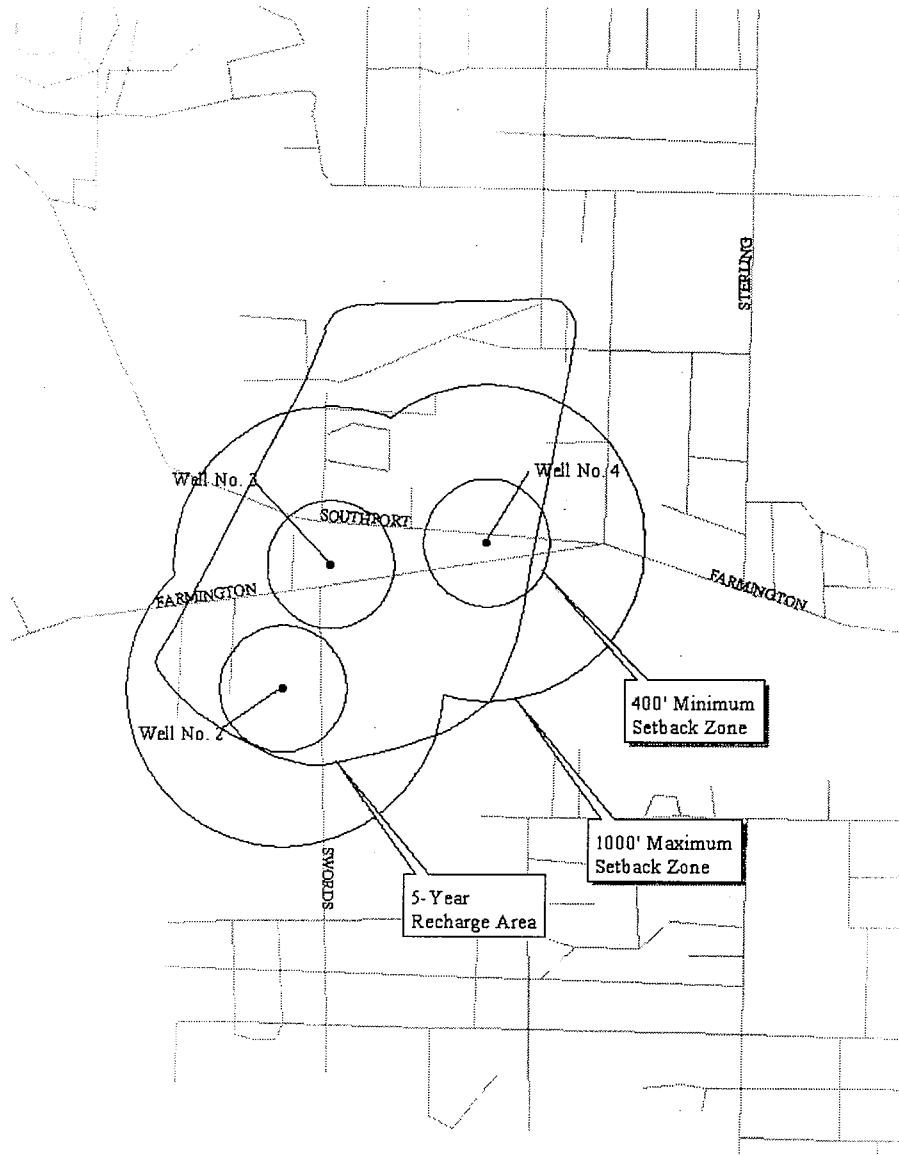 STERLING
Well No. 4
Well No. 3
SOUTHPORT
FARMINGTON
FARMINGTON
400' Minimum
Setback Zone
Well No. 2
1000' Maximum
Setback Zone
SWORDS
5-Year
Recharge Area